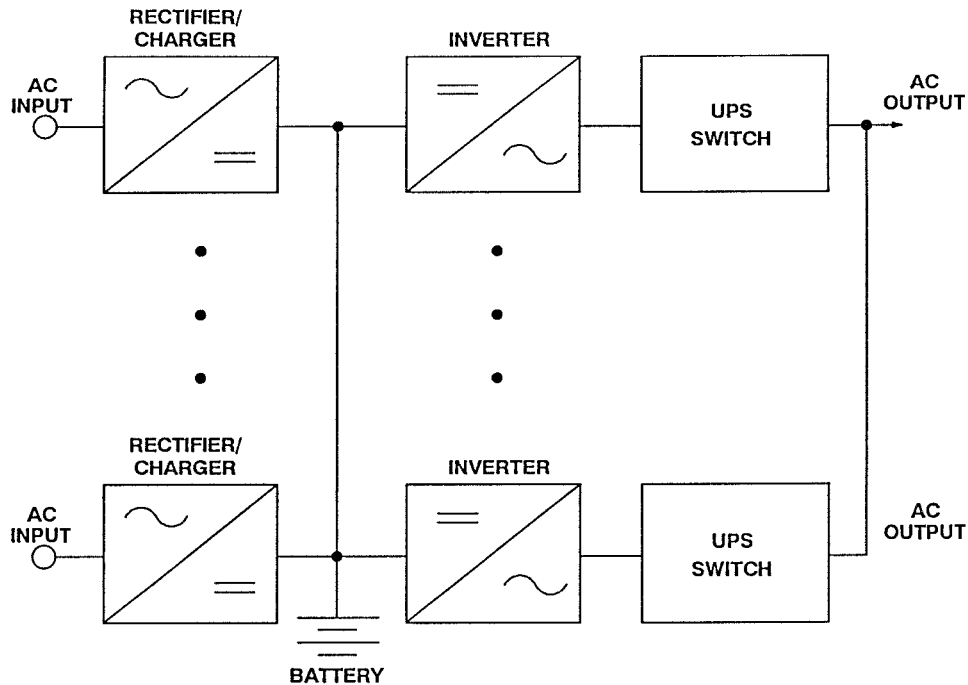 RECTIFIER/
CHARGER
INVERTER
AC
INPUT
UPS
SWITCH
AC
OUTPUT
RECTIFIER/
CHARGER
INVERTER
AC
INPUT
UPS
SWITCH
AC
OUTPUT
BATTERY